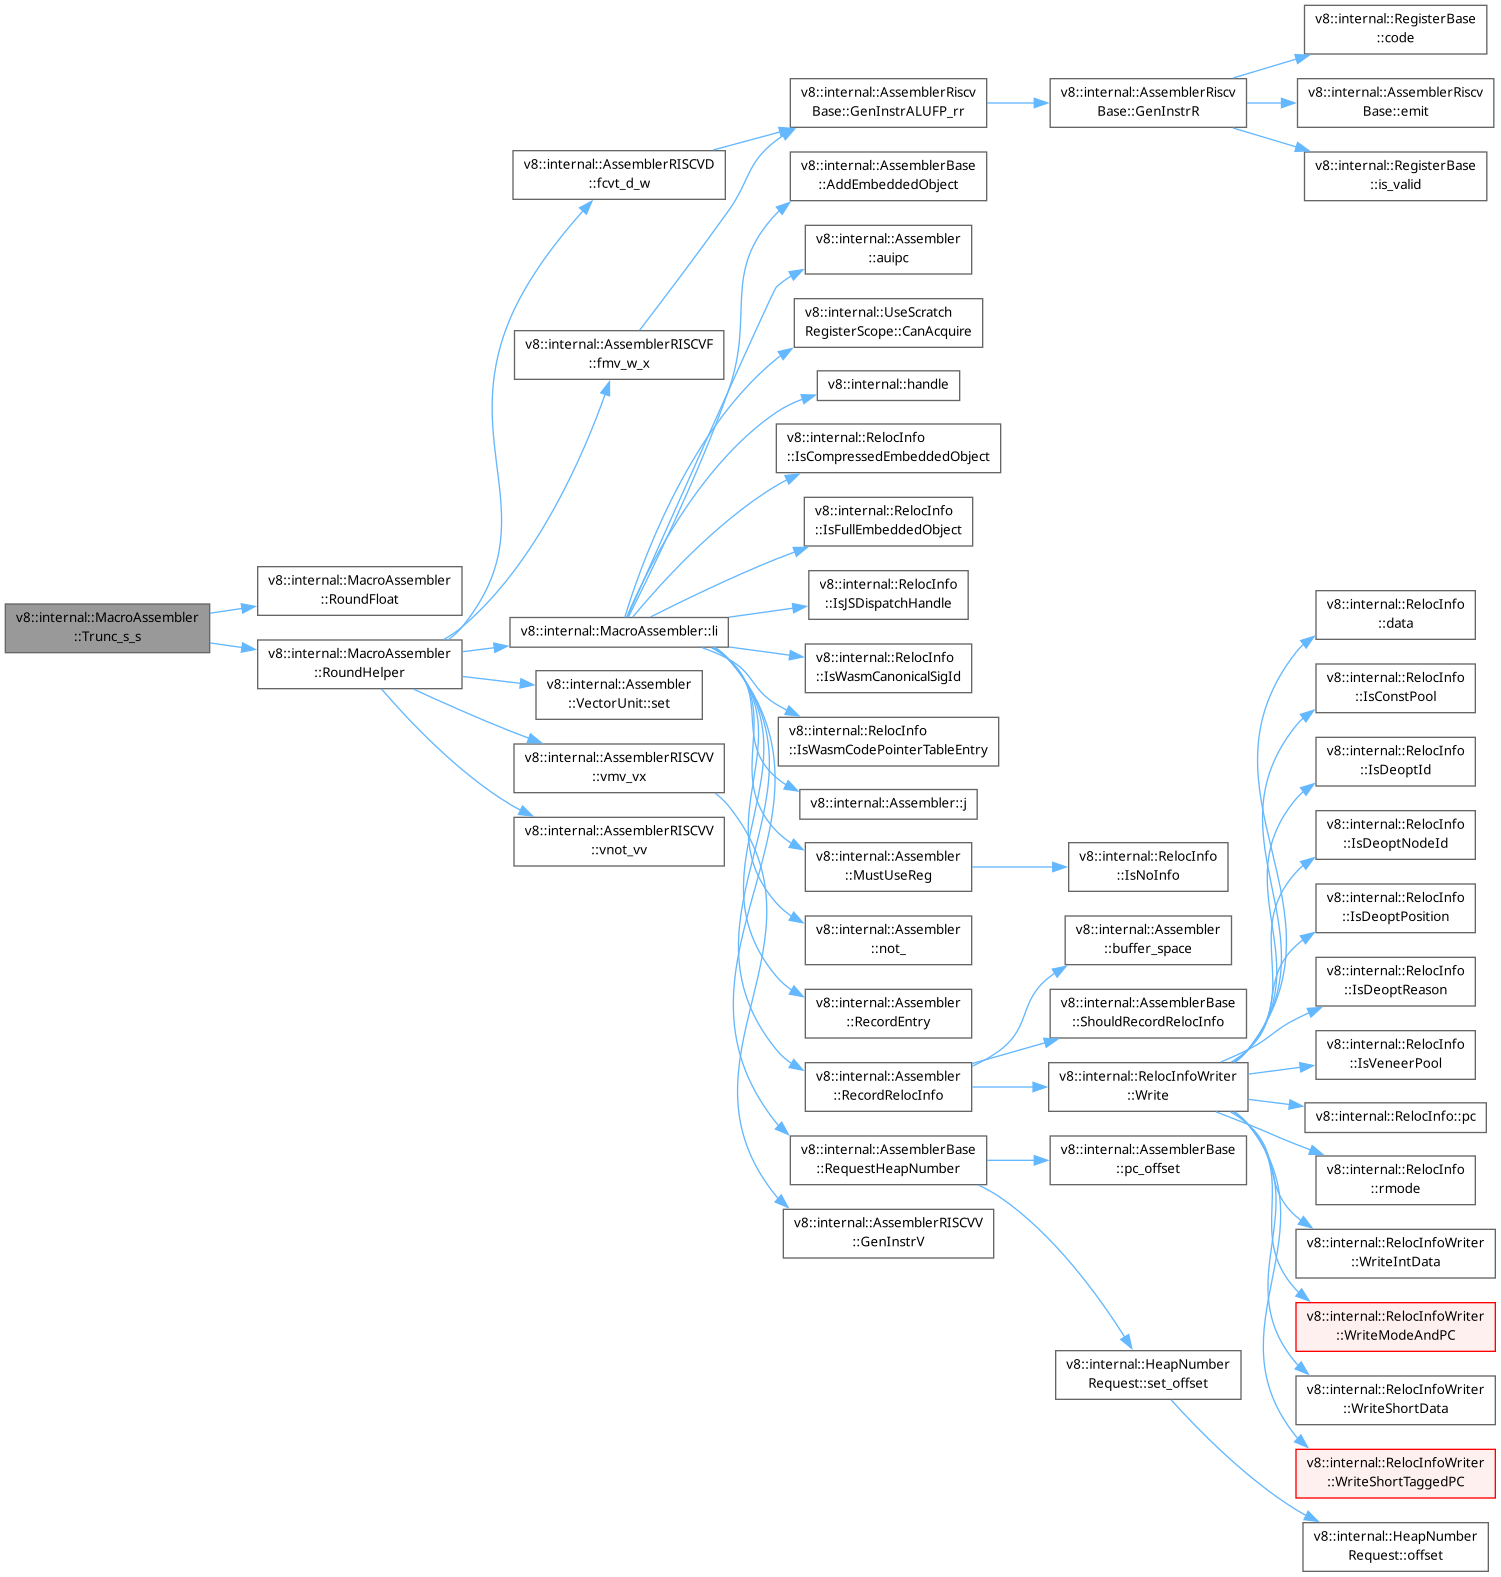 v8::internal::MacroAssembler
::Trunc_s_s
v8::internal::MacroAssembler
::RoundFloat
v8::internal::MacroAssembler
::RoundHelper
v8::internal::AssemblerRISCVD
::fcvt_d_w
v8::internal::AssemblerRISCVF
::fmv_w_x
v8::internal::MacroAssembler::li
v8::internal::Assembler
::VectorUnit::set
v8::internal::AssemblerRISCVV
::vmv_vx
v8::internal::AssemblerRISCVV
::vnot_vv
v8::internal::AssemblerRiscv
Base::GenInstrALUFP_rr
v8::internal::AssemblerBase
::AddEmbeddedObject
v8::internal::Assembler
::auipc
v8::internal::UseScratch
RegisterScope::CanAcquire
v8::internal::handle
v8::internal::RelocInfo
::IsCompressedEmbeddedObject
v8::internal::RelocInfo
::IsFullEmbeddedObject
v8::internal::RelocInfo
::IsJSDispatchHandle
v8::internal::RelocInfo
::IsWasmCanonicalSigId
v8::internal::RelocInfo
::IsWasmCodePointerTableEntry
v8::internal::Assembler::j
v8::internal::Assembler
::MustUseReg
v8::internal::Assembler
::not_
v8::internal::Assembler
::RecordEntry
v8::internal::Assembler
::RecordRelocInfo
v8::internal::AssemblerBase
::RequestHeapNumber
v8::internal::AssemblerRISCVV
::GenInstrV
v8::internal::AssemblerRiscv
Base::GenInstrR
v8::internal::RelocInfo
::IsNoInfo
v8::internal::Assembler
::buffer_space
v8::internal::AssemblerBase
::ShouldRecordRelocInfo
v8::internal::RelocInfoWriter
::Write
v8::internal::AssemblerBase
::pc_offset
v8::internal::HeapNumber
Request::set_offset
v8::internal::RegisterBase
::code
v8::internal::AssemblerRiscv
Base::emit
v8::internal::RegisterBase
::is_valid
v8::internal::RelocInfo
::data
v8::internal::RelocInfo
::IsConstPool
v8::internal::RelocInfo
::IsDeoptId
v8::internal::RelocInfo
::IsDeoptNodeId
v8::internal::RelocInfo
::IsDeoptPosition
v8::internal::RelocInfo
::IsDeoptReason
v8::internal::RelocInfo
::IsVeneerPool
v8::internal::RelocInfo::pc
v8::internal::RelocInfo
::rmode
v8::internal::RelocInfoWriter
::WriteIntData
v8::internal::RelocInfoWriter
::WriteModeAndPC
v8::internal::RelocInfoWriter
::WriteShortData
v8::internal::RelocInfoWriter
::WriteShortTaggedPC
v8::internal::HeapNumber
Request::offset